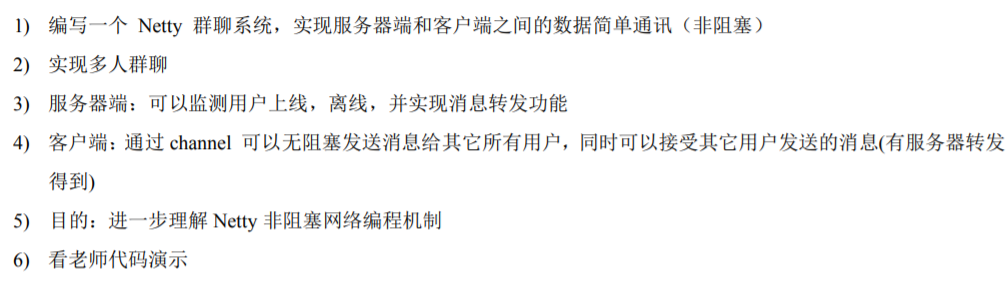 1) 编写一个 Netty 群聊系统，实现服务器端和客户端之间的数据简单通讯（非阻塞）
2) 实现多人群聊
3) 服务器端：可以监测用户上线，离线，并实现消息转发功能
4) 客户端：通过 channel 可以无阻塞发送消息给其它所有用户，同时可以接受其它用户发送的消息(有服务器转发
得到)
5) 目的：进一步理解 Netty 非阻塞网络编程机制
6) 看老师代码演示